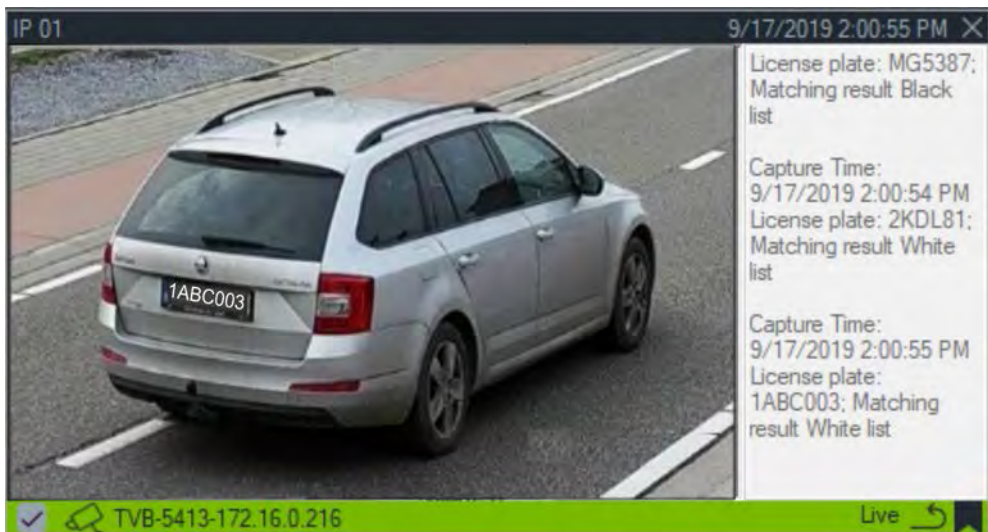 IP 01
9/17/2019 2:00:55 PM
License plate: MG5387;
Matching result Black
list
Capture Time:
9/17/2019 2:00:54 PM
License plate: 2KDL81;
Matching result White
list
Capture Time:
9/17/2019 2:00:55 PM
License plate:
1ABC003; Matching
result White list
1ABC003
TVB-5413-172.16.0.216
Live